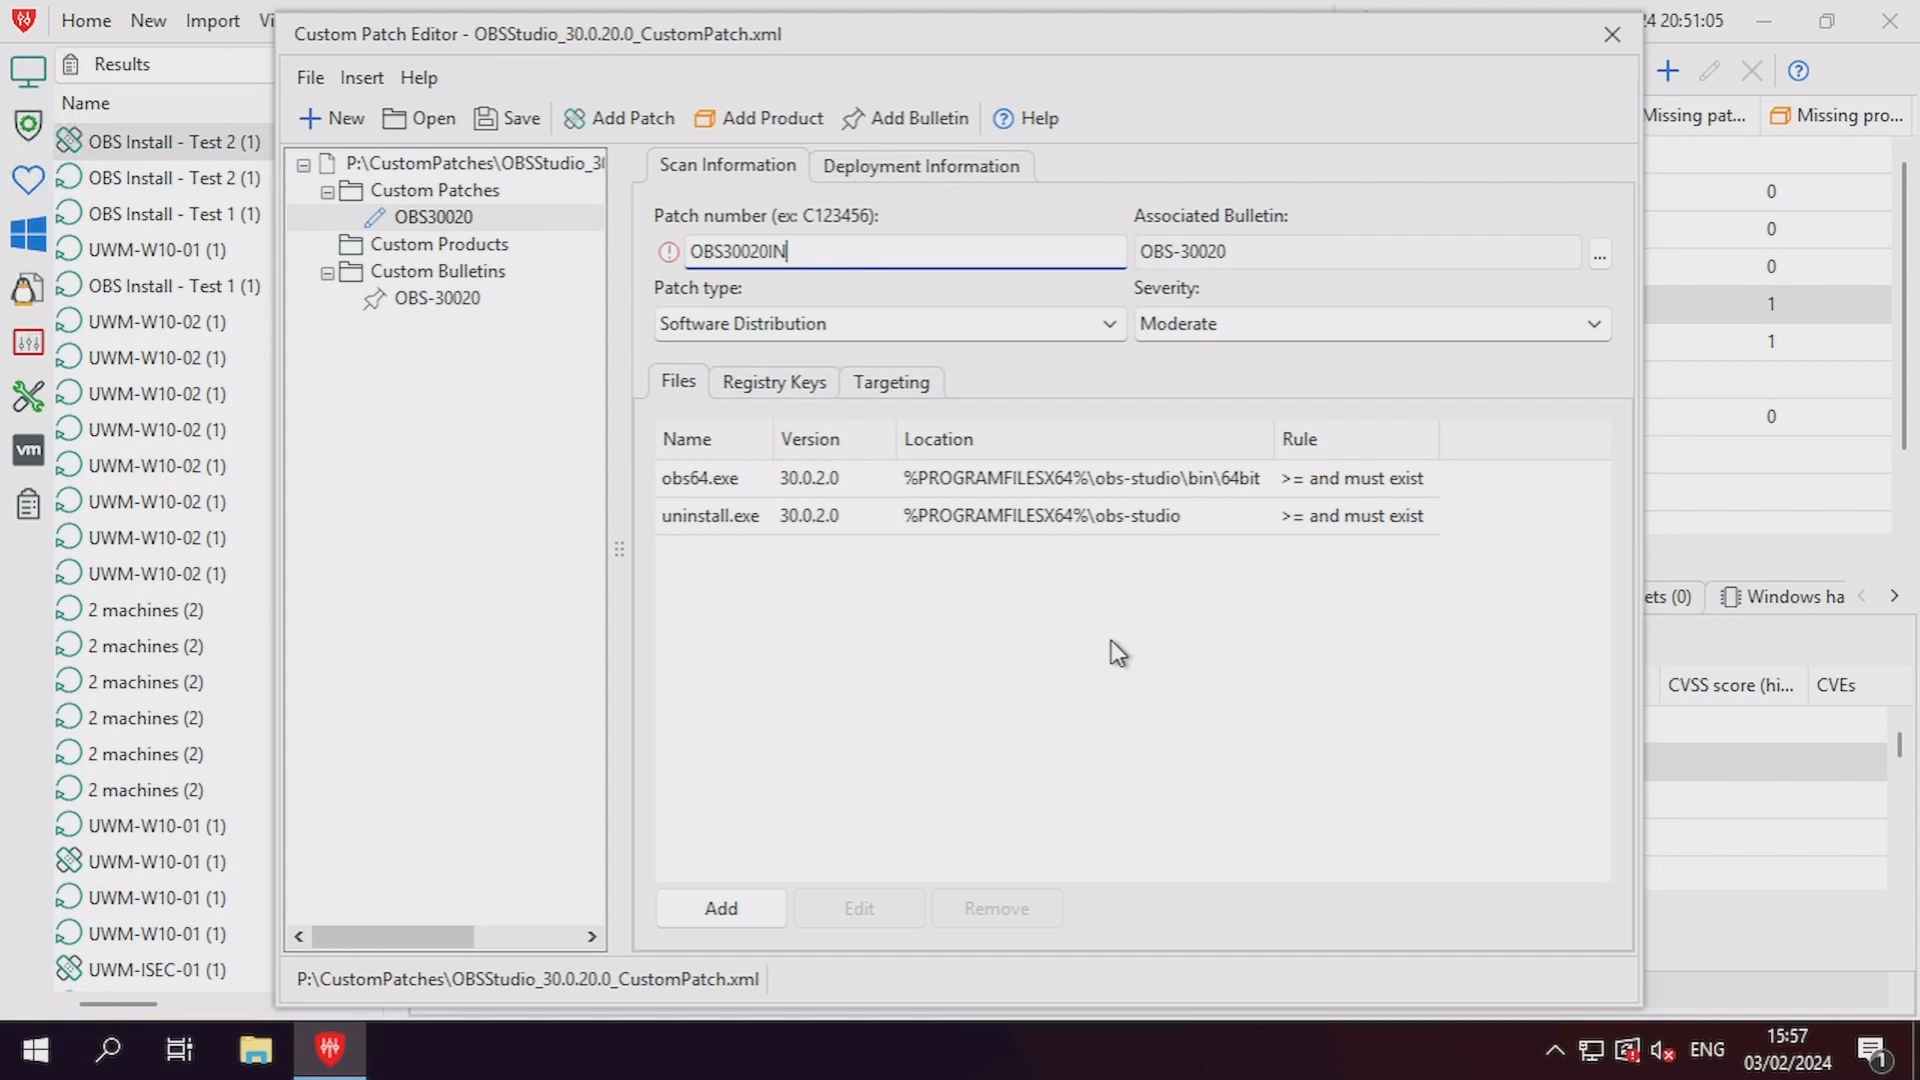 Home New Import Vi
Custom Patch Editor - OBSStudio_30.0.20.0_CustomPatch.xml
4 20:51:05
Results
File Insert Help
Name
New Open Save Add Patch Add Product Add Bulletin Help
Missing pat... Missing pro...
OBS Install - Test 2 (1)
OBS Install - Test 2 (1)
OBS Install - Test 1 (1)
UWM-W10-01 (1)
OBS Install - Test 1 (1)
UWM-W10-02 (1)
UWM-W10-02 (1)
UWM-W10-02 (1)
UWM-W10-02 (1)
UWM-W10-02 (1)
UWM-W10-02 (1)
UWM-W10-02 (1)
UWM-W10-02 (1)
2 machines (2)
2 machines (2)
2 machines (2)
2 machines (2)
2 machines (2)
2 machines (2)
UWM-W10-01 (1)
UWM-W10-01 (1)
UWM-W10-01 (1)
UWM-W10-01 (1)
UWM-ISEC-01 (1)
vm
P:\CustomPatches\OBSStudio_30
Custom Patches
OBS30020
Custom Products
Custom Bulletins
OBS-30020
Scan Information Deployment Information
Patch number (ex: C123456): Associated Bulletin:
OBS30020IN OBS-30020 ...
Patch type: Severity:
Software Distribution Moderate
Files Registry Keys Targeting
Name Version Location Rule
obs64.exe 30.0.2.0 %PROGRAMFILESX64%\obs-studio\bin\64bit >= and must exist
uninstall.exe 30.0.2.0 %PROGRAMFILESX64%\obs-studio >= and must exist
Add Edit Remove
P:\CustomPatches\OBSStudio_30.0.20.0_CustomPatch.xml
0
0
0
1
1
0
ets (0) Windows ha
CVSS score (hi... CVEs
ENG
15:57
03/02/2024
1